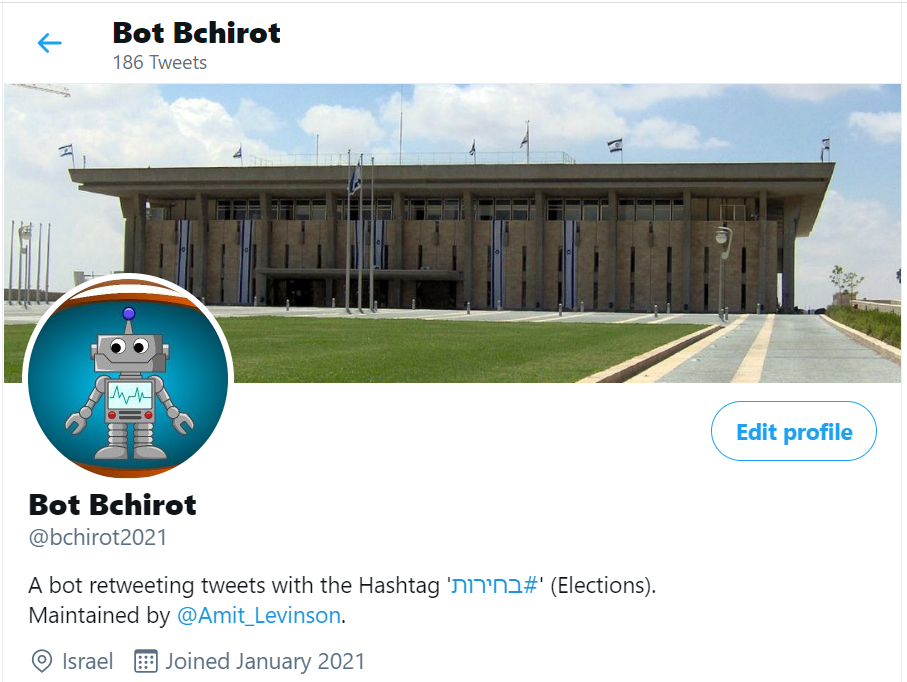 Bot Bchirot
186 Tweets
Edit profile
Bot Bchirot
@bchirot2021
A bot retweeting tweets with the Hashtag '#בחירות' (Elections).
Maintained by @Amit_Levinson.
Israel Joined January 2021